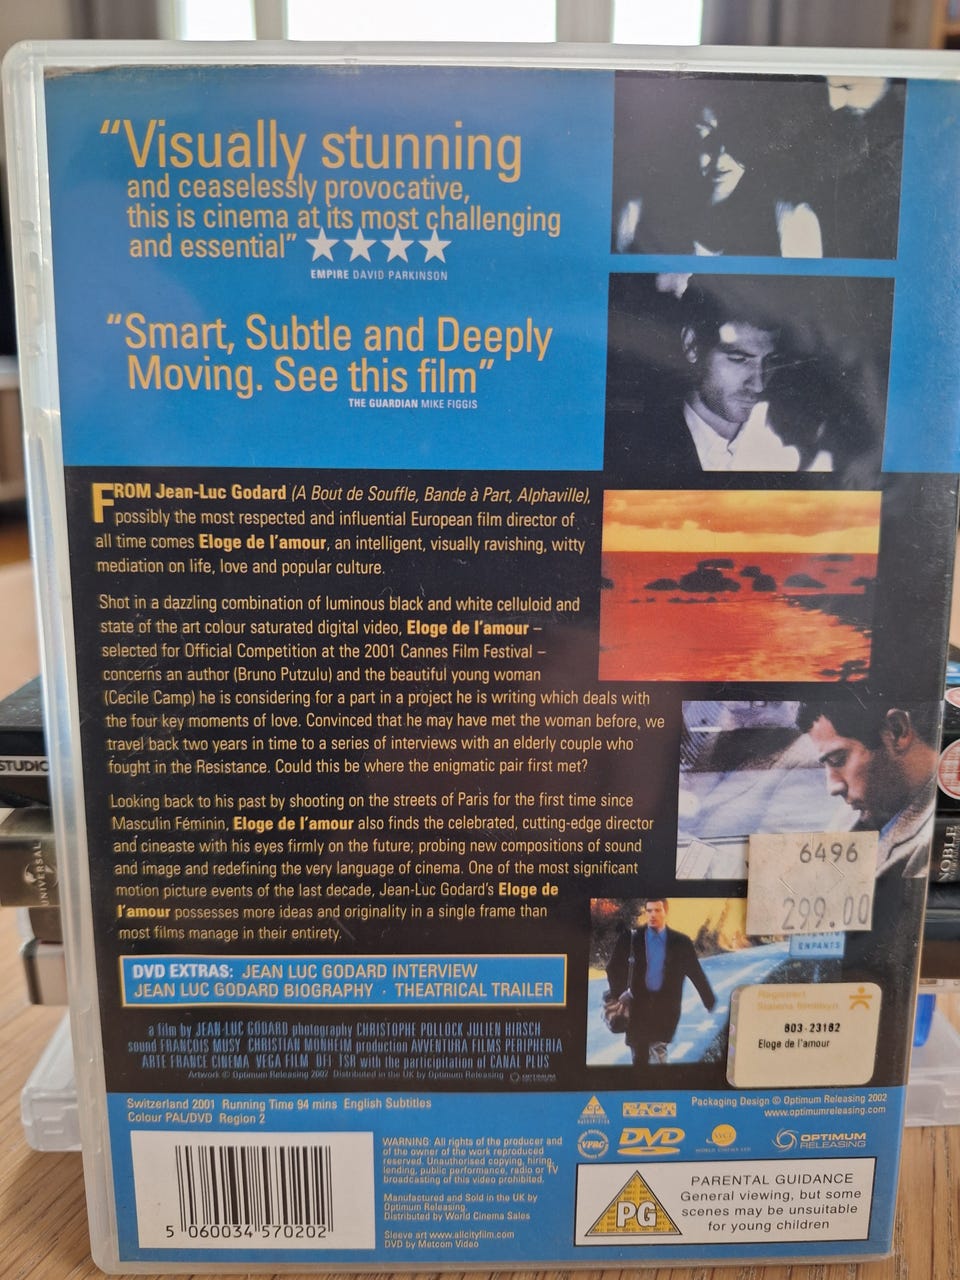 “Visually stunning
and ceaselessly provocative,
this is cinema at its most challenging
and essential”
EMPIRE DAVID PARKINSON
“Smart, Subtle and Deeply
Moving. See this film”
THE GUARDIAN MIKE FIGGIS
FROM Jean-Luc Godard (A Bout de Souffle, Bande à Part, Alphaville),
possibly the most respected and influential European film director of
all time comes Eloge de l'amour, an intelligent, visually ravishing, witty
mediation on life, love and popular culture.
Shot in a dazzling combination of luminous black and white celluloid and
state of the art colour saturated digital video, Eloge de l'amour –
selected for Official Competition at the 2001 Cannes Film Festival –
concerns an author (Bruno Putzulu) and the beautiful young woman
(Cecile Camp) he is considering for a part in a project he is writing which deals with
the four key moments of love. Convinced that he may have met the woman before, we
travel back two years in time to a series of interviews with an elderly couple who
fought in the Resistance. Could this be where the enigmatic pair first met?
Looking back to his past by shooting on the streets of Paris for the first time since
Masculin Féminin, Eloge de l'amour also finds the celebrated, cutting-edge director
and cineaste with his eyes firmly on the future; probing new compositions of sound
and image and redefining the very language of cinema. One of the most significant
motion picture events of the last decade, Jean-Luc Godard's Eloge de
l'amour possesses more ideas and originality in a single frame than
most films manage in their entirety.
DVD EXTRAS: JEAN LUC GODARD INTERVIEW
JEAN LUC GODARD BIOGRAPHY · THEATRICAL TRAILER
a film by JEAN-LUC GODARD photography CHRISTOPHE POLLOCK JULIEN HIRSCH
sound FRANÇOIS MUSY CHRISTIAN MONHEIM production AVVENTURA FILMS PERIPHERIA
ARTE FRANCE CINEMA VEGA FILM DFI TSR with the participation of CANAL PLUS
Artwork © Optimum Releasing 2002 Distributed in the UK by Optimum Releasing
6496
299.00
ENFANTS
803-23182
Eloge de l'amour
Switzerland 2001 Running Time 94 mins English Subtitles
Colour PAL/DVD Region 2
Packaging Design © Optimum Releasing 2002
www.optimumreleasing.com
WARNING: All rights of the producer and
of the owner of the work reproduced
reserved. Unauthorised copying, hiring,
lending, public performance, radio or TV
broadcasting of this video prohibited.
Manufactured and Sold in the UK by
Optimum Releasing.
Distributed by World Cinema Sales
Sleeve art www.allcityfilm.com
DVD by Metcom Video
VPRC
DVD
OPTIMUM
RELEASING
PG
PARENTAL GUIDANCE
General viewing, but some
scenes may be unsuitable
for young children
5 060034 570202
STUDIO
UNIVERSAL
NOBLE